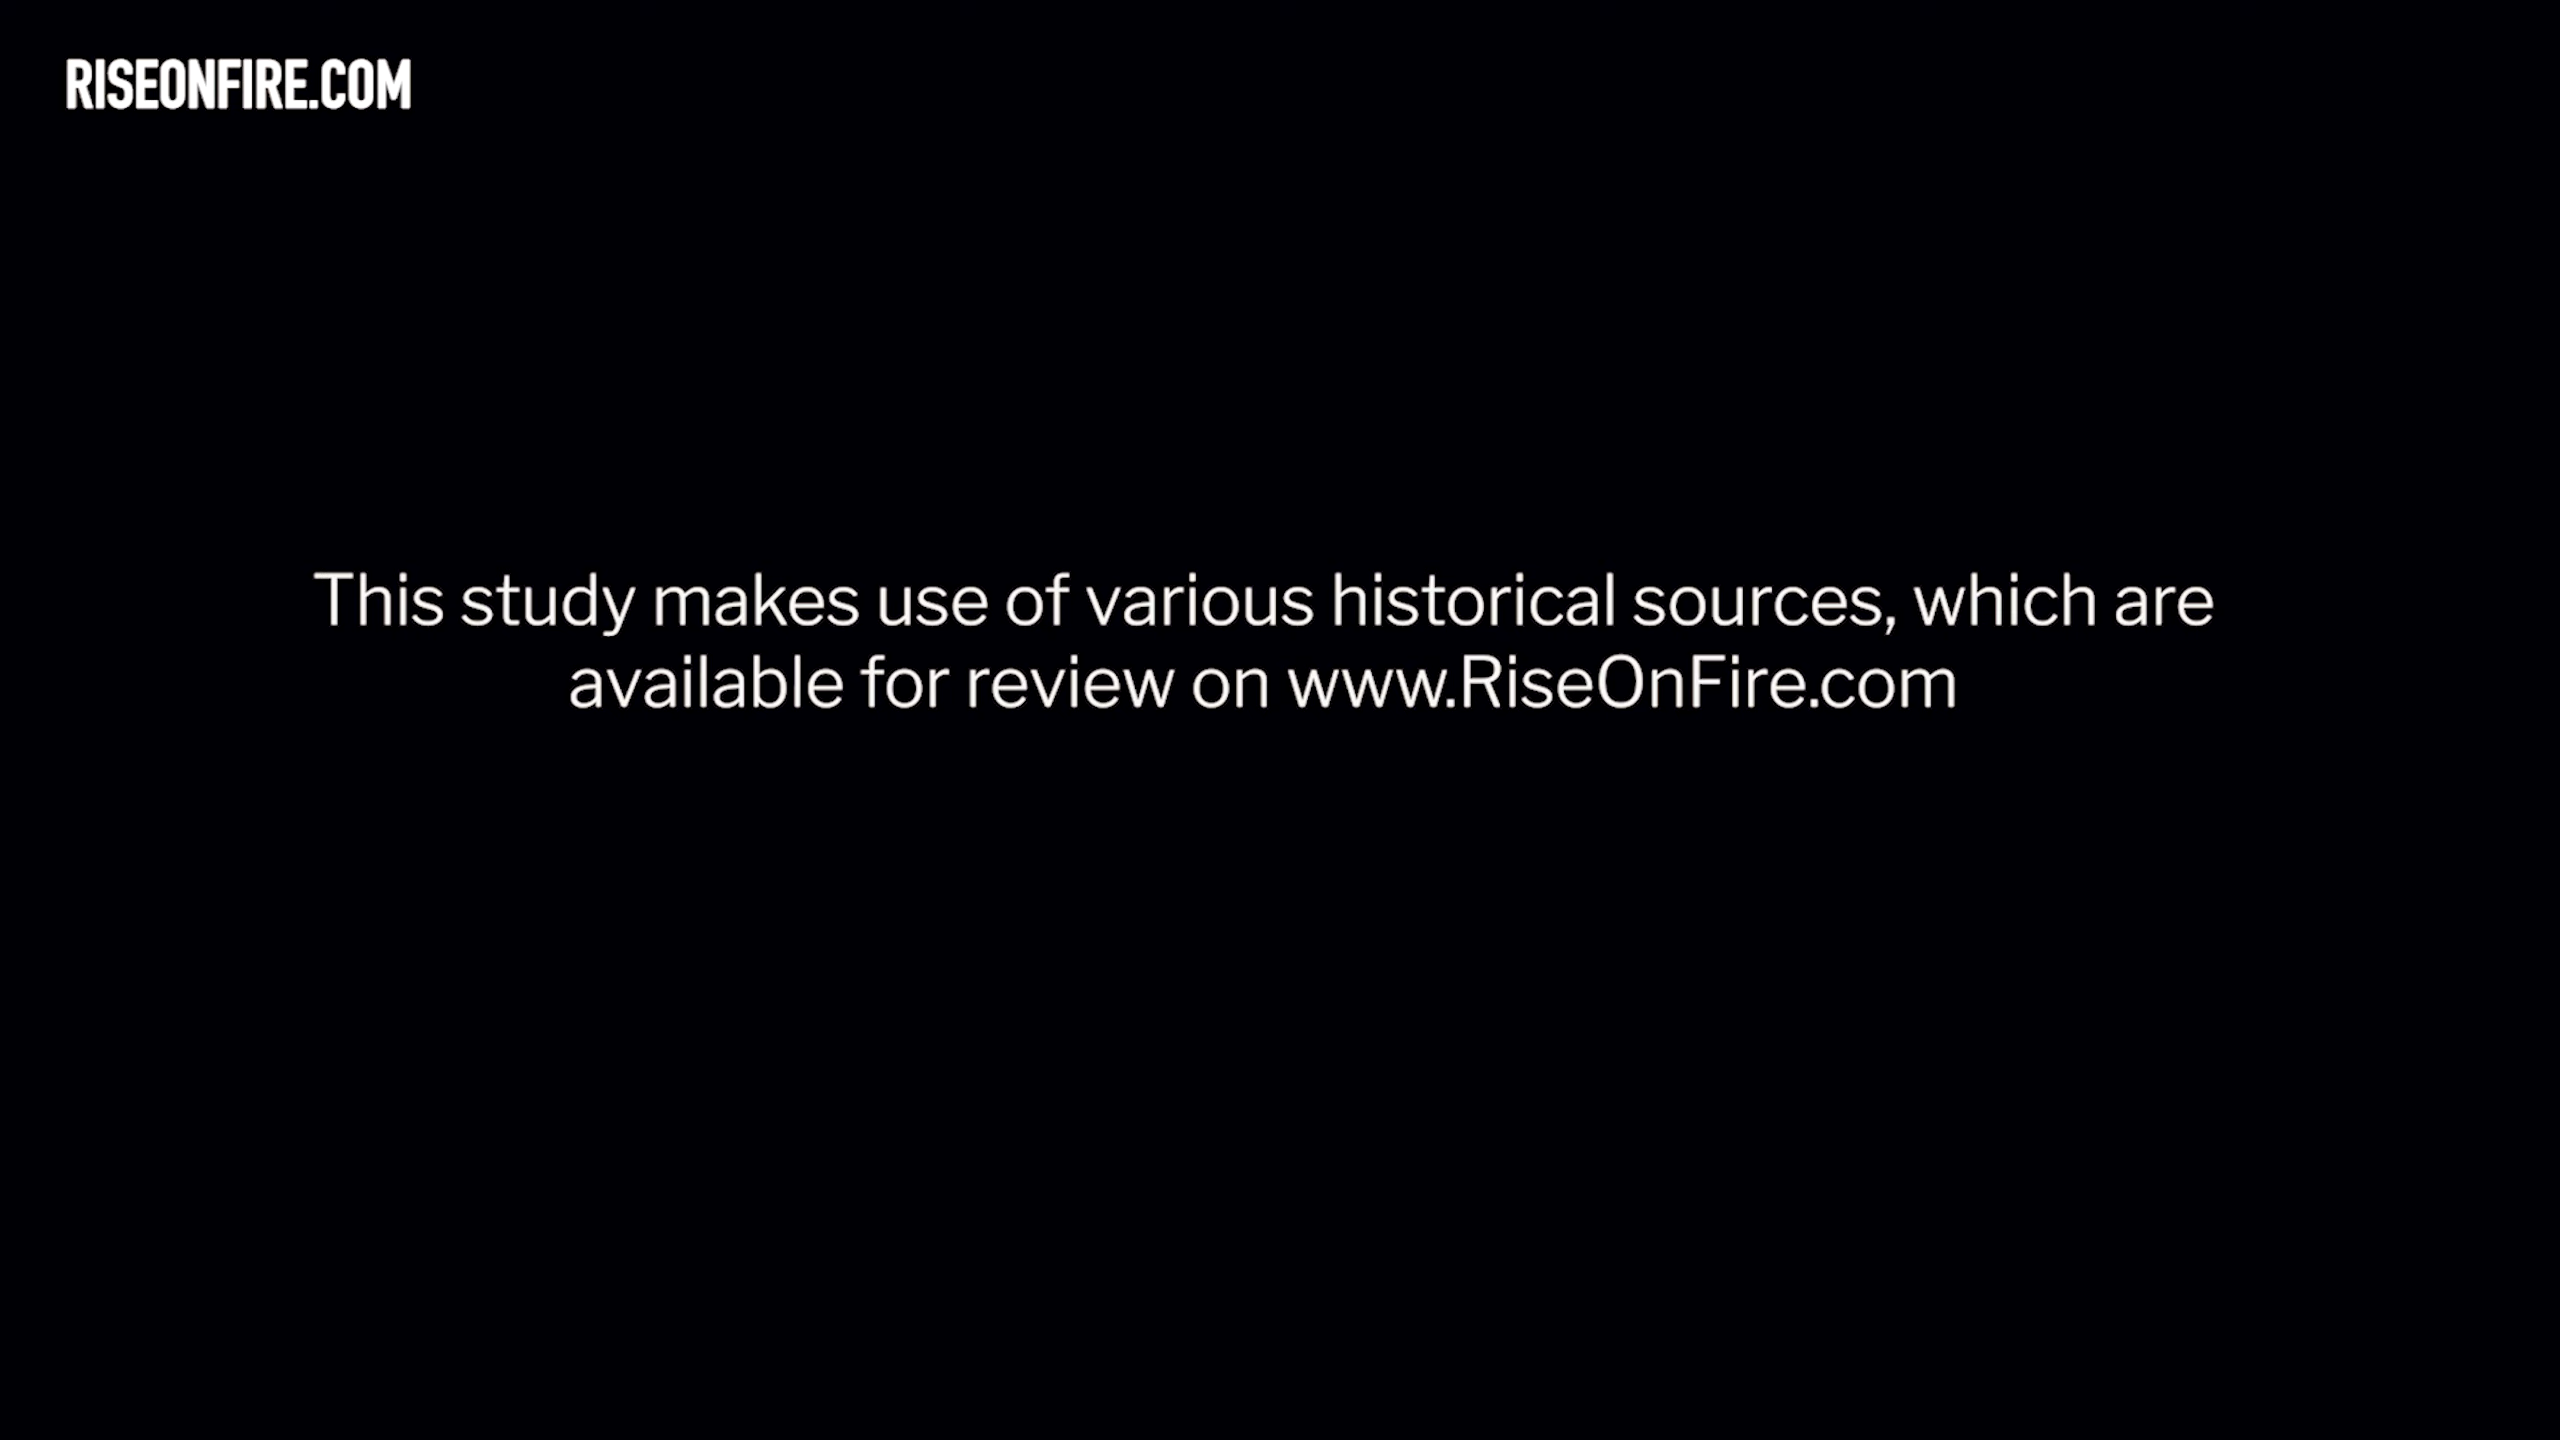 RISEONFIRE.COM
This study makes use of various historical sources, which are
available for review on www.RiseOnFire.com